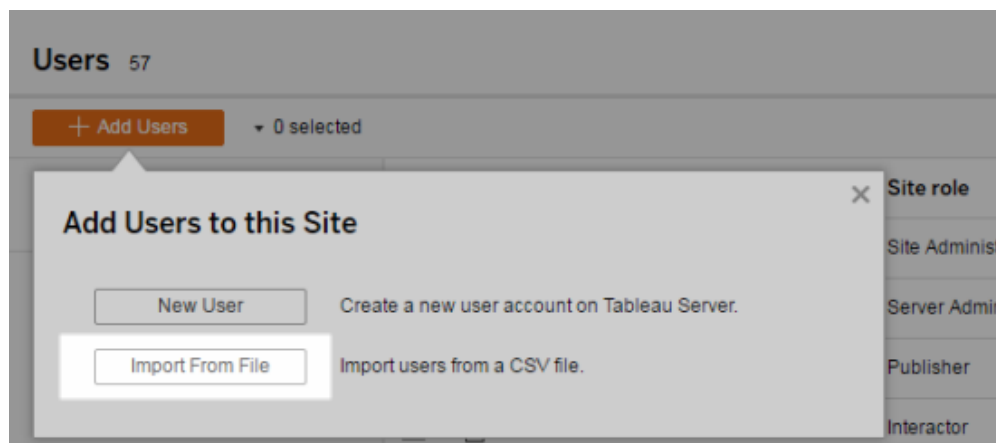 Users 57
+ Add Users 0 selected
Site role
Add Users to this Site
Site Adminis
New User Create a new user account on Tableau Server.
Server Admi
Import From File Import users from a CSV file.
Publisher
Interactor